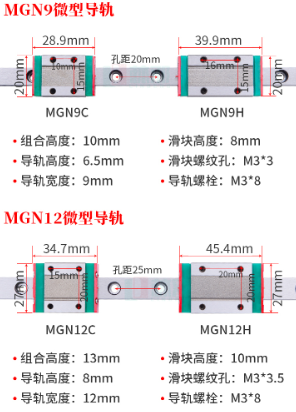 MGN9微型导轨
28.9mm 孔距20mm 39.9mm
20mm 10mm 15mm 16mm 15mm 20mm
MGN9C MGN9H
• 组合高度：10mm • 滑块高度：8mm
• 导轨高度：6.5mm • 滑块螺纹孔：M3*3
• 导轨宽度：9mm • 导轨螺栓：M3*8
MGN12微型导轨
34.7mm 孔距25mm 45.4mm
27mm 15mm 20mm 20mm 20mm 27mm
MGN12C MGN12H
• 组合高度：13mm • 滑块高度：10mm
• 导轨高度：8mm • 滑块螺纹孔：M3*3.5
• 导轨宽度：12mm • 导轨螺栓：M3*8